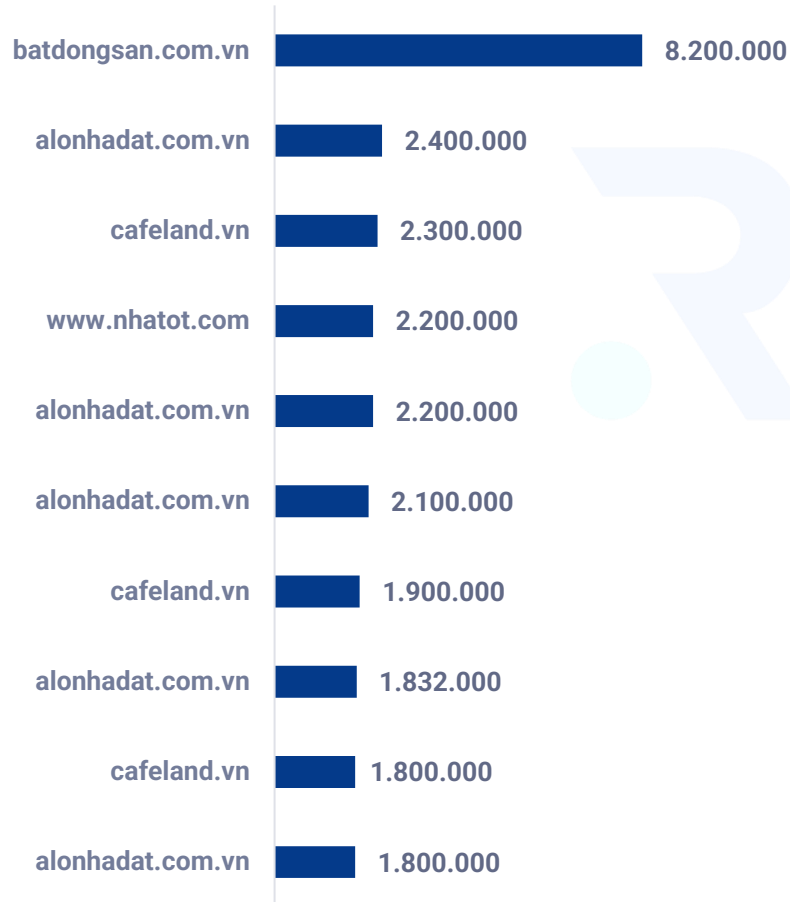 batdongsan.com.vn 8.200.000
alonhadat.com.vn 2.400.000
cafeland.vn 2.300.000
www.nhatot.com 2.200.000
alonhadat.com.vn 2.200.000
alonhadat.com.vn 2.100.000
cafeland.vn 1.900.000
alonhadat.com.vn 1.832.000
cafeland.vn 1.800.000
alonhadat.com.vn 1.800.000